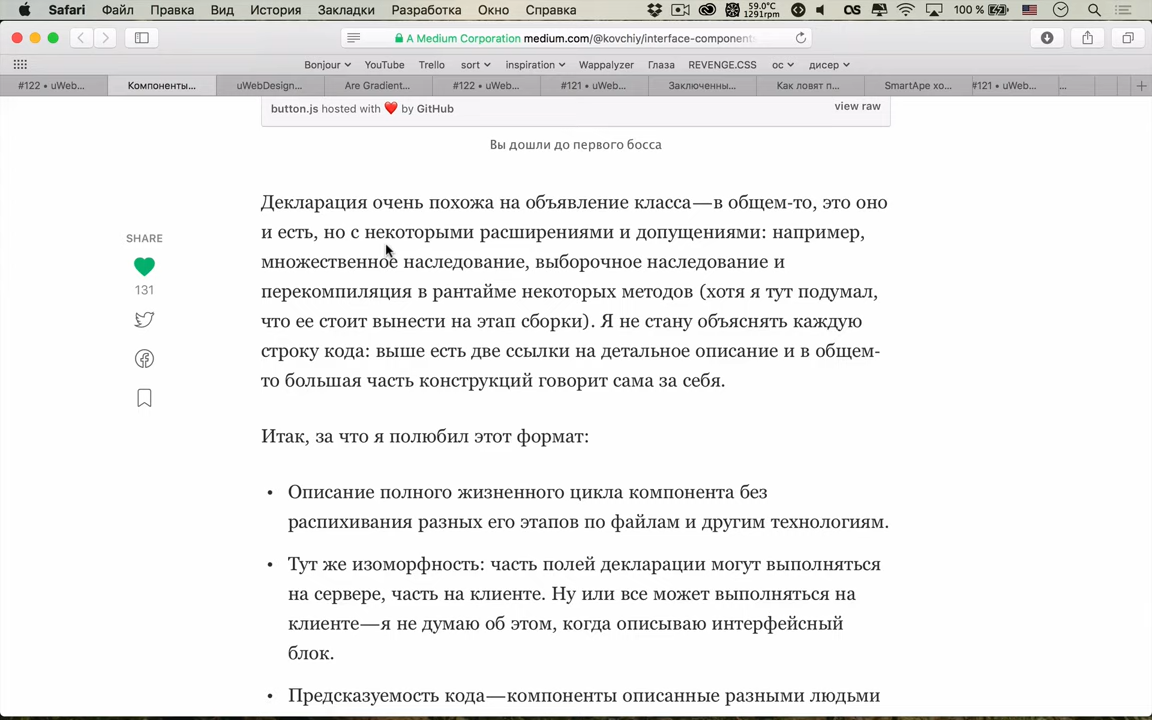 Safari Файл Правка Вид История Закладки Разработка Окно Справка 59.0°C 1291rpm 100 %
A Medium Corporation medium.com/@kovchiy/interface-component
Bonjour YouTube Trello sort inspiration Wappalyzer Глаза REVENGE.CSS ос дисер
#122 • uWeb... Компоненты... uWebDesign... Are Gradient... #122 • uWeb... #121 • uWeb... Заключенны... Как ловят п... SmartApe хо... #121 • uWeb... ...
button.js hosted with ❤ by GitHub view raw
Вы дошли до первого босса
Декларация очень похожа на объявление класса—в общем-то, это оно
и есть, но с некоторыми расширениями и допущениями: например,
множественное наследование, выборочное наследование и
перекомпиляция в рантайме некоторых методов (хотя я тут подумал,
что ее стоит вынести на этап сборки). Я не стану объяснять каждую
строку кода: выше есть две ссылки на детальное описание и в общем-
то большая часть конструкций говорит сама за себя.
SHARE
131
Итак, за что я полюбил этот формат:
• Описание полного жизненного цикла компонента без
распихивания разных его этапов по файлам и другим технологиям.
• Тут же изоморфность: часть полей декларации могут выполняться
на сервере, часть на клиенте. Ну или все может выполняться на
клиенте—я не думаю об этом, когда описываю интерфейсный
блок.
• Предсказуемость кода—компоненты описанные разными людьми